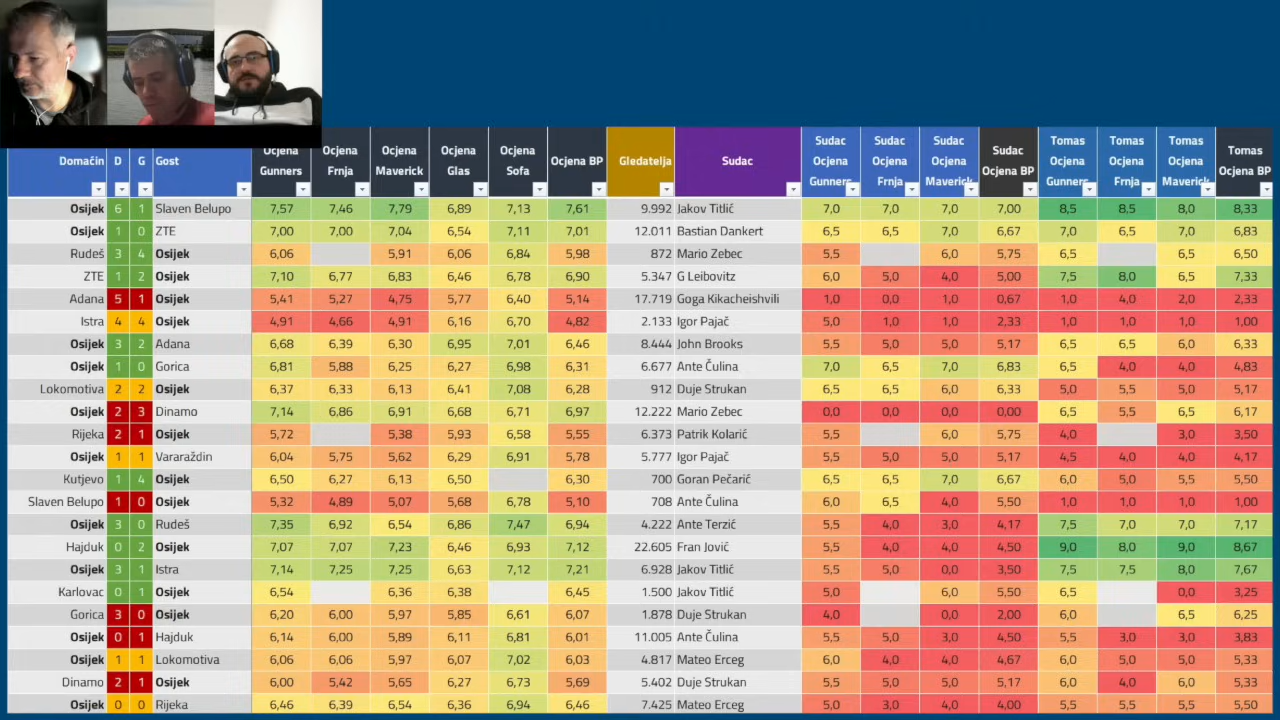 Domaćin D G Gost Ocjena Gunners Ocjena Frnja Ocjena Maverick Ocjena Glas Ocjena Sofa Ocjena BP Gledatelja Sudac Sudac Ocjena Gunners Sudac Ocjena Frnja Sudac Ocjena Maverick Sudac Ocjena BP Tomas Ocjena Gunners Tomas Ocjena Frnja Tomas Ocjena Maverick Tomas Ocjena BP
Osijek 6 1 Slaven Belupo 7,57 7,46 7,79 6,89 7,13 7,61 9.992 Jakov Titlić 7,0 7,0 7,0 7,00 8,5 8,5 8,0 8,33
Osijek 1 0 ZTE 7,00 7,00 7,04 6,54 7,11 7,01 12.011 Bastian Dankert 6,5 6,5 7,0 6,67 7,0 6,5 7,0 6,83
Rudeš 3 4 Osijek 6,06 5,91 6,06 6,84 5,98 872 Mario Zebec 5,5 6,0 5,75 6,5 6,5 6,50
ZTE 1 2 Osijek 7,10 6,77 6,83 6,46 6,78 6,90 5.347 G Leibovitz 6,0 5,0 4,0 5,00 7,5 8,0 6,5 7,33
Adana 5 1 Osijek 5,41 5,27 4,75 5,77 6,40 5,14 17.719 Goga Kikacheishvili 1,0 0,0 1,0 0,67 1,0 4,0 2,0 2,33
Istra 4 4 Osijek 4,91 4,66 4,91 6,16 6,70 4,82 2.133 Igor Pajač 5,0 1,0 1,0 2,33 1,0 1,0 1,0 1,00
Osijek 3 2 Adana 6,68 6,39 6,30 6,95 7,01 6,46 8.444 John Brooks 5,5 5,0 5,0 5,17 6,5 6,5 6,0 6,33
Osijek 1 0 Gorica 6,81 5,88 6,25 6,27 6,98 6,31 6.677 Ante Čulina 7,0 6,5 7,0 6,83 6,5 4,0 4,0 4,83
Lokomotiva 2 2 Osijek 6,37 6,33 6,13 6,41 7,08 6,28 912 Duje Strukan 6,5 6,5 6,0 6,33 5,0 5,5 5,0 5,17
Osijek 2 3 Dinamo 7,14 6,86 6,91 6,68 6,71 6,97 12.222 Mario Zebec 0,0 0,0 0,0 0,00 6,5 5,5 6,5 6,17
Rijeka 2 1 Osijek 5,72 5,38 5,93 6,58 5,55 6.373 Patrik Kolarić 5,5 6,0 5,75 4,0 3,0 3,50
Osijek 1 1 Vararaždin 6,04 5,75 5,62 6,29 6,91 5,78 5.777 Igor Pajač 5,5 5,0 5,0 5,17 4,5 4,0 4,0 4,17
Kutjevo 1 4 Osijek 6,50 6,27 6,13 6,50 6,30 700 Goran Pečarić 6,5 6,5 7,0 6,67 6,0 5,0 5,5 5,50
Slaven Belupo 1 0 Osijek 5,32 4,89 5,07 5,68 6,78 5,10 708 Ante Čulina 6,0 6,5 4,0 5,50 1,0 1,0 1,0 1,00
Osijek 3 0 Rudeš 7,35 6,92 6,54 6,86 7,47 6,94 4.222 Ante Terzić 5,5 4,0 3,0 4,17 7,5 7,0 7,0 7,17
Hajduk 0 2 Osijek 7,07 7,07 7,23 6,46 6,93 7,12 22.605 Fran Jović 5,5 4,0 4,0 4,50 9,0 8,0 9,0 8,67
Osijek 3 1 Istra 7,14 7,25 7,25 6,63 7,12 7,21 6.928 Jakov Titlić 5,5 5,0 0,0 3,50 7,5 7,5 8,0 7,67
Karlovac 0 1 Osijek 6,54 6,36 6,38 6,45 1.500 Jakov Titlić 5,0 6,0 5,50 6,5 0,0 3,25
Gorica 3 0 Osijek 6,20 6,00 5,97 5,85 6,61 6,07 1.878 Duje Strukan 4,0 0,0 2,00 6,0 6,5 6,25
Osijek 0 1 Hajduk 6,14 6,00 5,89 6,11 6,81 6,01 11.005 Ante Čulina 5,5 5,0 3,0 4,50 5,5 3,0 3,0 3,83
Osijek 1 1 Lokomotiva 6,06 6,06 5,97 6,07 7,02 6,03 4.817 Mateo Erceg 6,0 4,0 4,0 4,67 6,0 5,0 5,0 5,33
Dinamo 2 1 Osijek 6,00 5,42 5,65 6,27 6,73 5,69 5.402 Duje Strukan 5,5 5,0 5,0 5,17 6,0 4,0 6,0 5,33
Osijek 0 0 Rijeka 6,46 6,39 6,54 6,36 6,94 6,46 7.425 Mateo Erceg 5,0 3,0 4,0 4,00 5,5 5,5 5,5 5,50